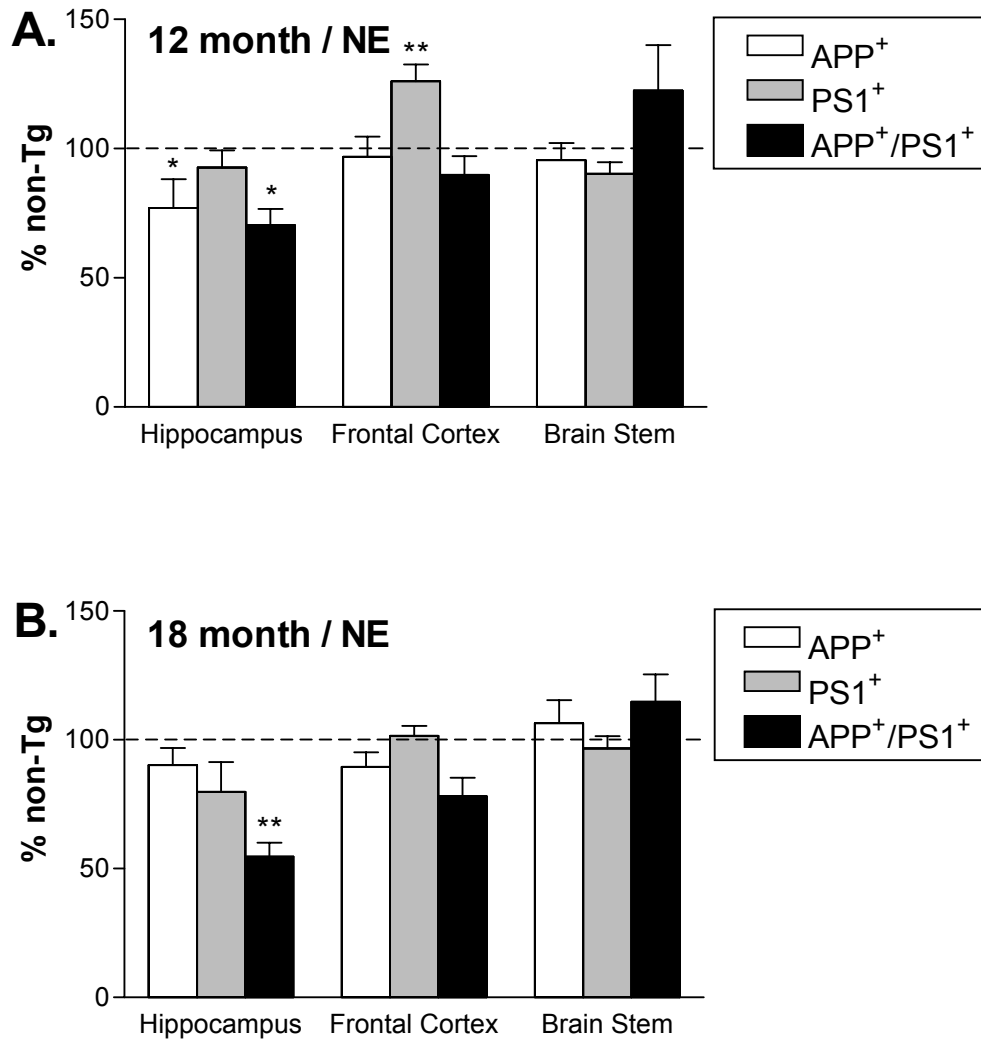 A.
12 month / NE
% non-Tg
150
100
50
0
*
*
**
Hippocampus Frontal Cortex Brain Stem
APP+
PS1+
APP+/PS1+
B.
18 month / NE
% non-Tg
150
100
50
0
**
Hippocampus Frontal Cortex Brain Stem
APP+
PS1+
APP+/PS1+